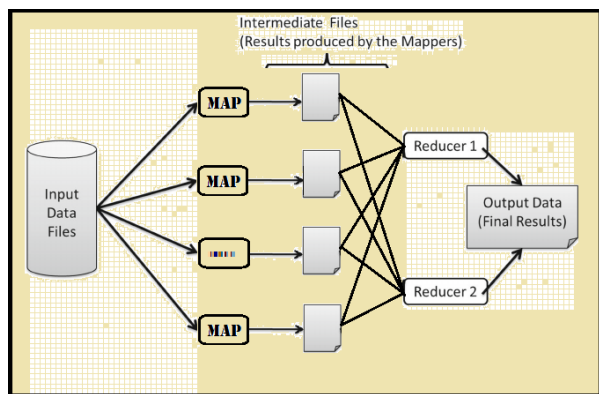 Intermediate Files
(Results produced by the Mappers)
MAP
MAP
MAP
Input
Data
Files
Reducer 1
Reducer 2
Output Data
(Final Results)